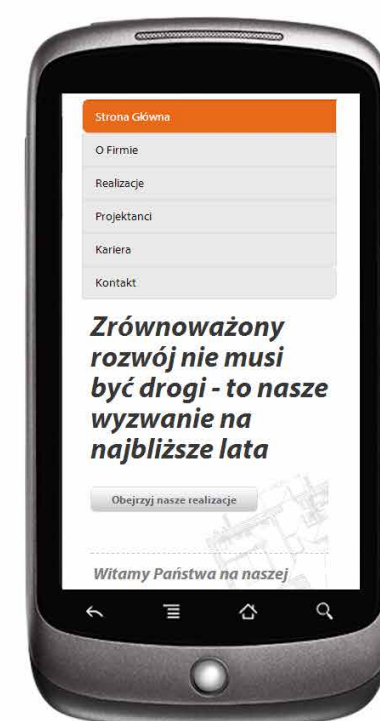 Strona Główna
O Firmie
Realizacje
Projektanci
Kariera
Kontakt
Zrównoważony
rozwój nie musi
być drogi - to nasze
wyzwanie na
najbliższe lata
Obejrzyj nasze realizacje
Witamy Państwa na naszej